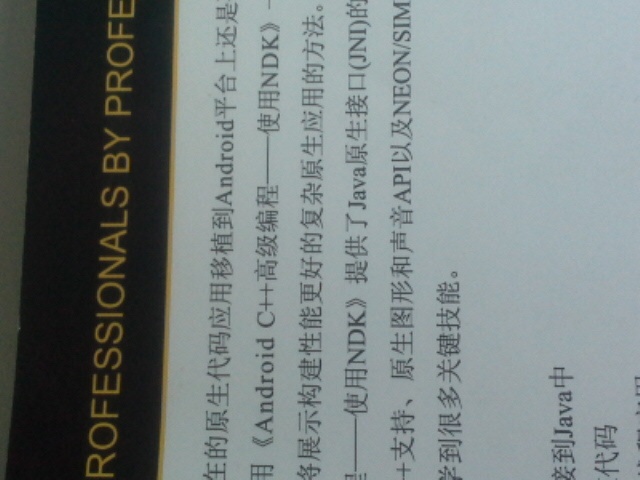 ROFESSIONALS BY PROFE
在的原生代码应用移植到Android平台上还是
用《Android C++高级编程——使用NDK》
将展示构建性能更好的复杂原生应用的方法。
程——使用NDK》提供了Java原生接口(JNI)的
+支持、原生图形和声音API以及NEON/SIM
学到很多关键技能。
接到Java中
代码